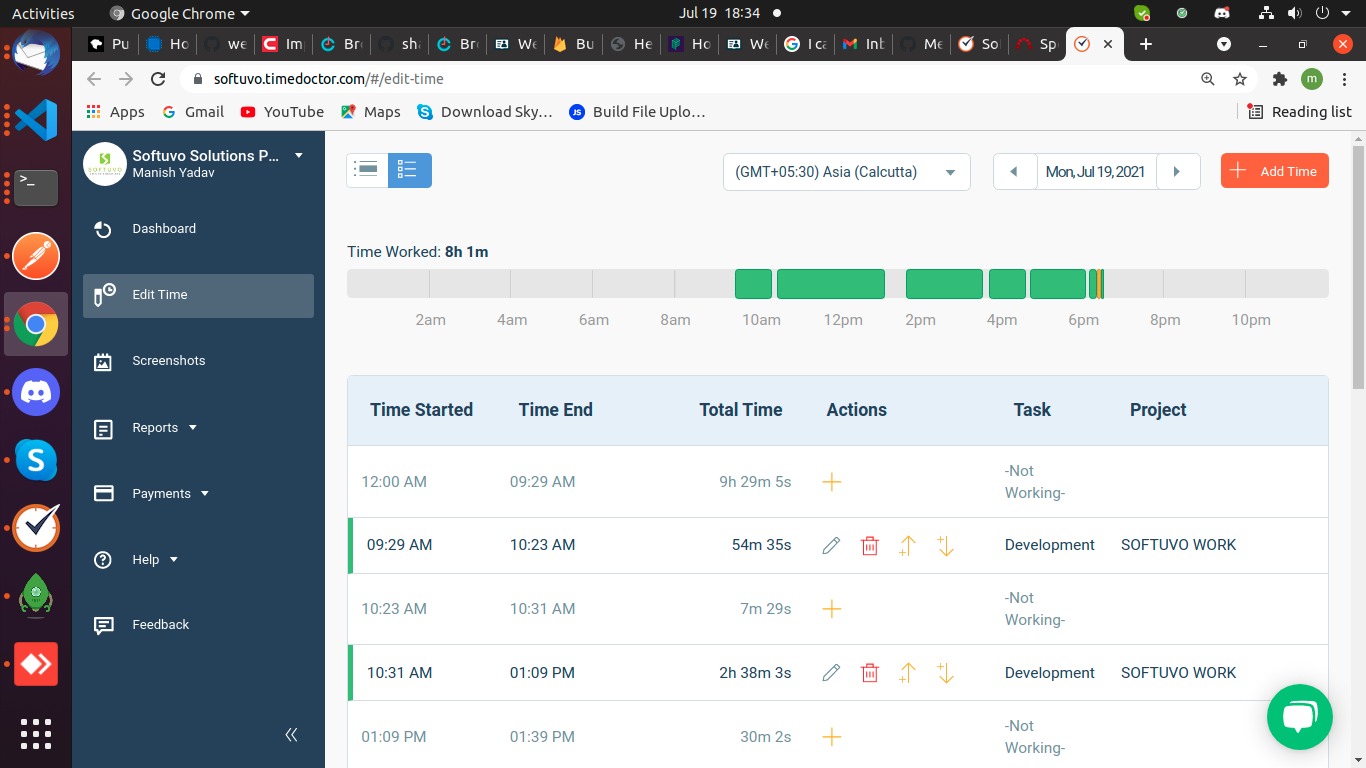 Activities Google Chrome Jul 19 18:34
Pu Ho we Im Br sha Br We Bu He Ho We I ca Inb Me So Spe
softuvo.timedoctor.com/#/edit-time m
Apps Gmail YouTube Maps Download Sky… JS Build File Uplo… Reading list
Softuvo Solutions P...
Manish Yadav
Dashboard
Edit Time
Screenshots
Reports
Payments
Help
Feedback
(GMT+05:30) Asia (Calcutta) Mon, Jul 19, 2021 Add Time
Time Worked: 8h 1m
2am 4am 6am 8am 10am 12pm 2pm 4pm 6pm 8pm 10pm
Time Started Time End Total Time Actions Task Project
12:00 AM 09:29 AM 9h 29m 5s -Not Working-
09:29 AM 10:23 AM 54m 35s Development SOFTUVO WORK
10:23 AM 10:31 AM 7m 29s -Not Working-
10:31 AM 01:09 PM 2h 38m 3s Development SOFTUVO WORK
01:09 PM 01:39 PM 30m 2s -Not Working-